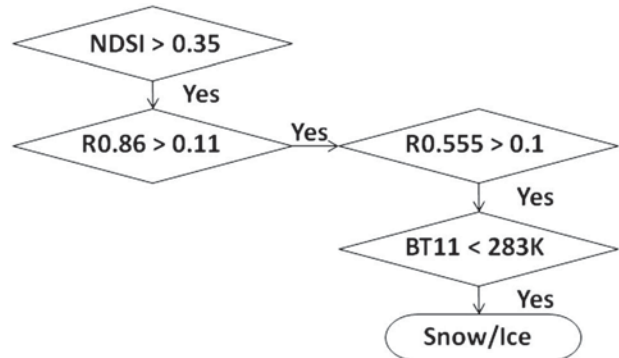 NDSI > 0.35
Yes
R0.86 > 0.11
Yes
R0.555 > 0.1
Yes
BT11 < 283K
Yes
Snow/Ice